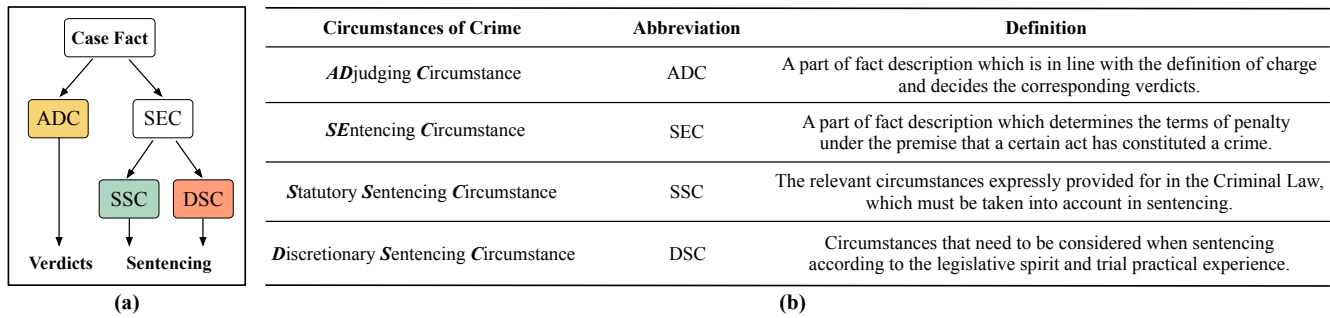 Case Fact
ADC
SEC
SSC
DSC
Verdicts
Sentencing
(a)
Circumstances of Crime
Abbreviation
Definition
ADjudging Circumstance
ADC
A part of fact description which is in line with the definition of charge
and decides the corresponding verdicts.
SEntencing Circumstance
SEC
A part of fact description which determines the terms of penalty
under the premise that a certain act has constituted a crime.
Statutory Sentencing Circumstance
SSC
The relevant circumstances expressly provided for in the Criminal Law,
which must be taken into account in sentencing.
Discretionary Sentencing Circumstance
DSC
Circumstances that need to be considered when sentencing
according to the legislative spirit and trial practical experience.
(b)